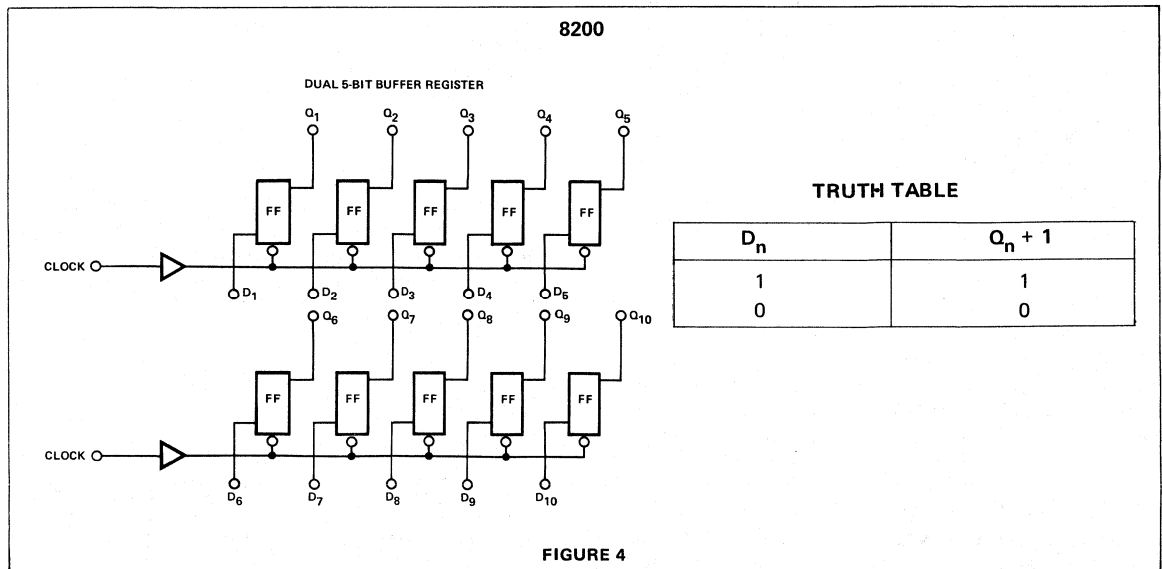 8200
DUAL 5-BIT BUFFER REGISTER
Q1 Q2 Q3 Q4 Q5
FF FF FF FF FF
CLOCK
D1 D2 D3 D4 D5
Q6 Q7 Q8 Q9 Q10
FF FF FF FF FF
CLOCK
D6 D7 D8 D9 D10
TRUTH TABLE
Dn Qn + 1
1 1
0 0
FIGURE 4